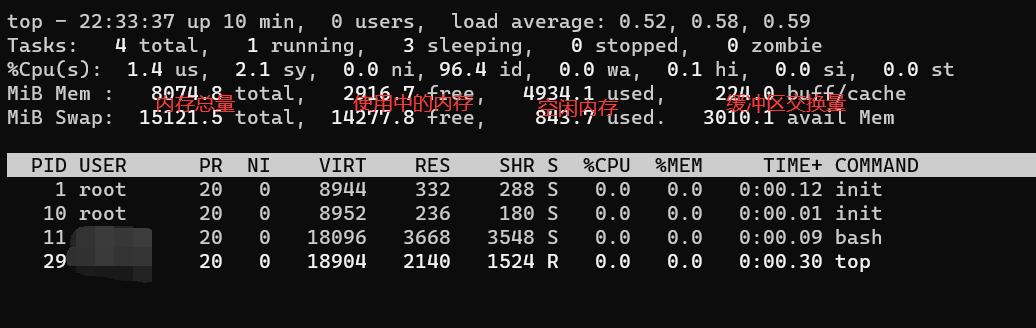 top - 22:33:37 up 10 min,  0 users,  load average: 0.52, 0.58, 0.59
Tasks:   4 total,   1 running,   3 sleeping,   0 stopped,   0 zombie
%Cpu(s):  1.4 us,  2.1 sy,  0.0 ni, 96.4 id,  0.0 wa,  0.1 hi,  0.0 si,  0.0 st
MiB Mem :   8074.8 total,   2916.7 free,   4934.1 used,    224.0 buff/cache
内存总量 使用中的内存 空闲内存 缓冲区交换量
MiB Swap:  15121.5 total,  14277.8 free,    843.7 used.   3010.1 avail Mem
PID USER      PR  NI    VIRT    RES    SHR S  %CPU  %MEM     TIME+ COMMAND
1 root      20   0    8944    332    288 S   0.0   0.0   0:00.12 init
10 root      20   0    8952    236    180 S   0.0   0.0   0:00.01 init
11           20   0   18096   3668   3548 S   0.0   0.0   0:00.09 bash
29           20   0   18904   2140   1524 R   0.0   0.0   0:00.30 top